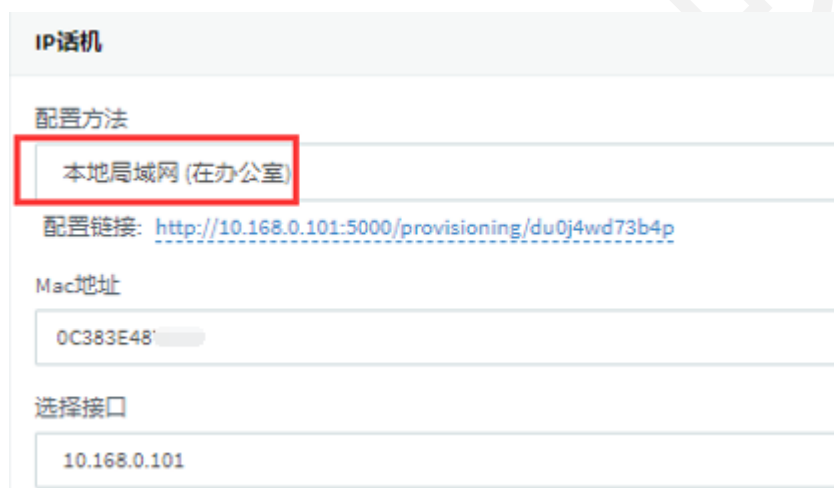 IP话机
配置方法
本地局域网 (在办公室)
配置链接: http://10.168.0.101:5000/provisioning/du0j4wd73b4p
Mac地址
0C383E48
选择接口
10.168.0.101